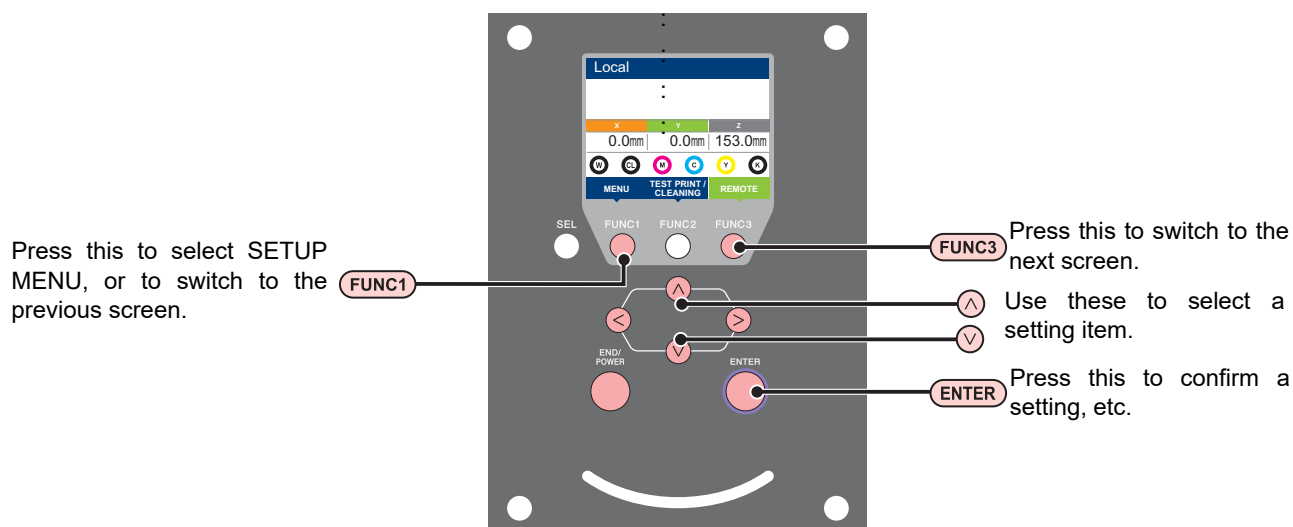 Local
X Y Z
0.0mm 0.0mm 153.0mm
W CL M C Y K
MENU TEST PRINT / CLEANING REMOTE
SEL FUNC1 FUNC2 FUNC3
Press this to select SETUP
MENU, or to switch to the
previous screen.
FUNC1
FUNC3
Press this to switch to the
next screen.
Use these to select a
setting item.
END/
POWER
ENTER
ENTER
Press this to confirm a
setting, etc.